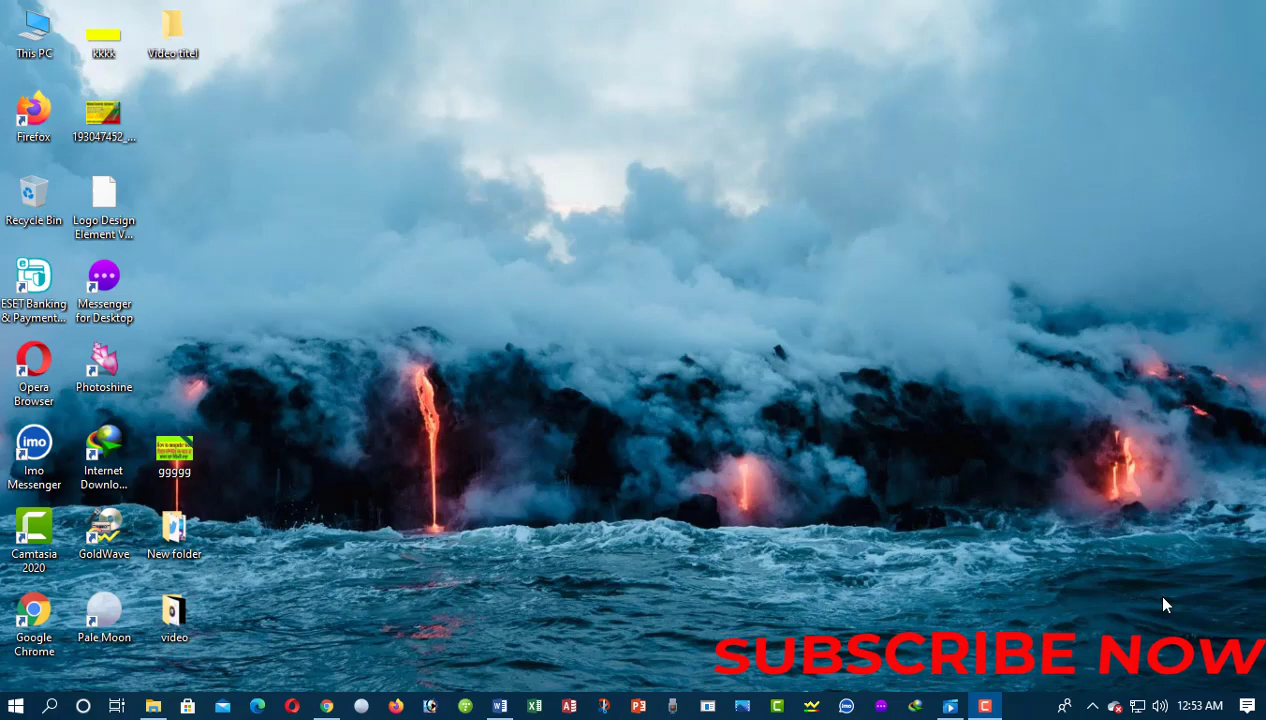 This PC
kkkk
Video titel
Firefox
193047452_...
Recycle Bin
Logo Design
Element V...
ESET Banking
& Payment...
Messenger
for Desktop
Opera
Browser
Photoshine
imo
Imo
Messenger
Internet
Downlo...
ggggg
Camtasia
2020
GoldWave
New folder
Google
Chrome
Pale Moon
video
SUBSCRIBE NOW
12:53 AM